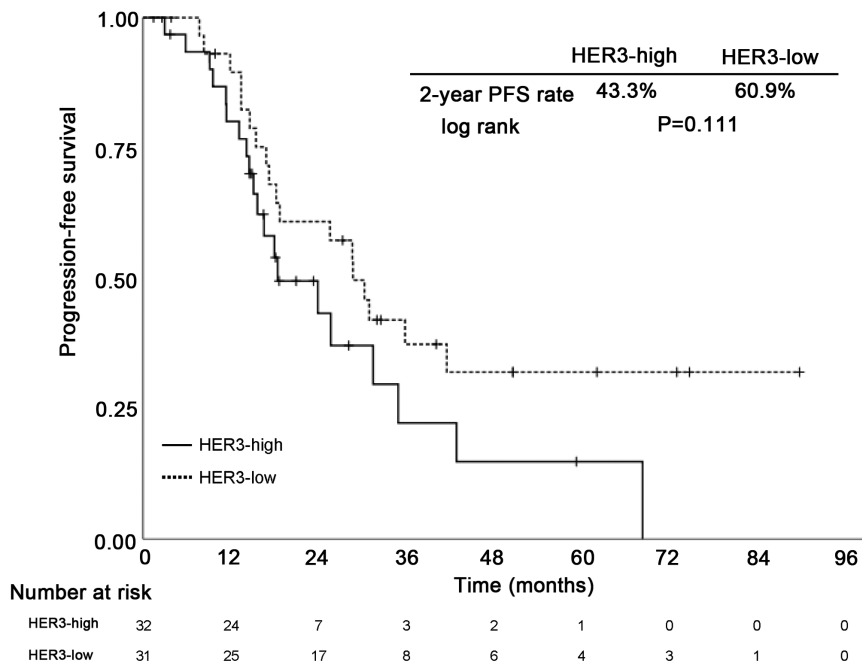 1.00
0.75
0.50
0.25
0.00
Progression-free survival
HER3-high HER3-low
2-year PFS rate 43.3% 60.9%
log rank P=0.111
HER3-high
HER3-low
0 12 24 36 48 60 72 84 96
Time (months)
Number at risk
HER3-high 32 24 7 3 2 1 0 0 0
HER3-low 31 25 17 8 6 4 3 1 0